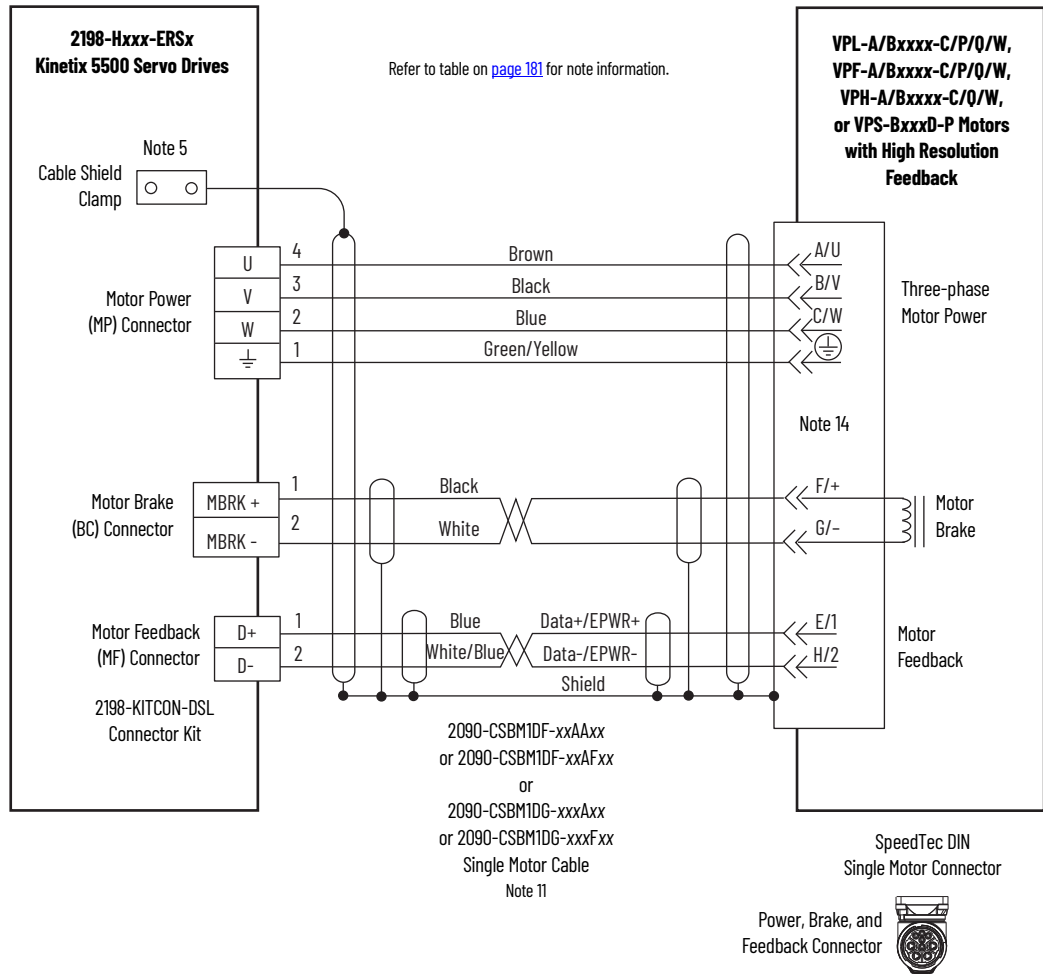 2198-Hxxx-ERSx
Kinetix 5500 Servo Drives
Refer to table on page 181 for note information.
VPL-A/Bxxxx-C/P/Q/W,
VPF-A/Bxxxx-C/P/Q/W,
VPH-A/Bxxxx-C/Q/W,
or VPS-BxxxD-P Motors
with High Resolution
Feedback
Note 5
Cable Shield
Clamp
Motor Power
(MP) Connector
U
V
W
4
3
2
1
Brown
Black
Blue
Green/Yellow
A/U
B/V
C/W
Three-phase
Motor Power
Note 14
Motor Brake
(BC) Connector
MBRK +
MBRK -
1
2
Black
White
F/+
G/–
Motor
Brake
Motor Feedback
(MF) Connector
D+
D-
1
2
Blue
White/Blue
Data+/EPWR+
Data-/EPWR-
Shield
E/1
H/2
Motor
Feedback
2198-KITCON-DSL
Connector Kit
2090-CSBM1DF-xxAAxx
or 2090-CSBM1DF-xxAFxx
or
2090-CSBM1DG-xxxAxx
or 2090-CSBM1DG-xxxFxx
Single Motor Cable
Note 11
SpeedTec DIN
Single Motor Connector
Power, Brake, and
Feedback Connector